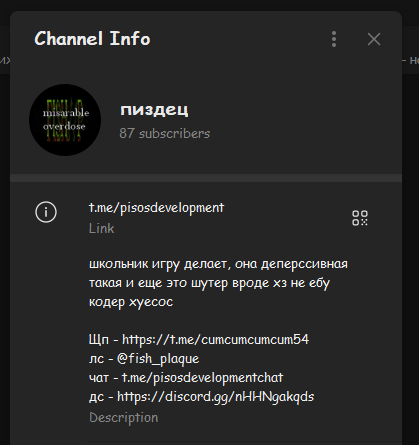 Channel Info
misarable
overdose
пиздец
87 subscribers
t.me/pisosdevelopment
Link
школьник игру делает, она деперссивная
такая и еще это шутер вроде хз не ебу
кодер хуесос
Щп - https://t.me/cumcumcumcum54
лс - @fish_plaque
чат - t.me/pisosdevelopmentchat
дс - https://discord.gg/nHHNgakqds
Description